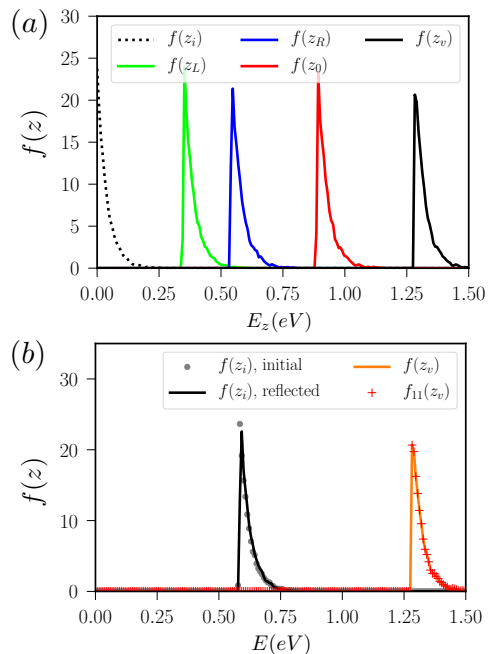 (a)
f(z_i) f(z_R) f(z_v)
f(z_L) f(z_0)
f(z)
30
25
20
15
10
5
0
0.00 0.25 0.50 0.75 1.00 1.25 1.50
E_z(eV)
(b)
f(z_i), initial f(z_v)
f(z_i), reflected f_{11}(z_v)
f(z)
30
20
10
0
0.00 0.25 0.50 0.75 1.00 1.25 1.50
E(eV)